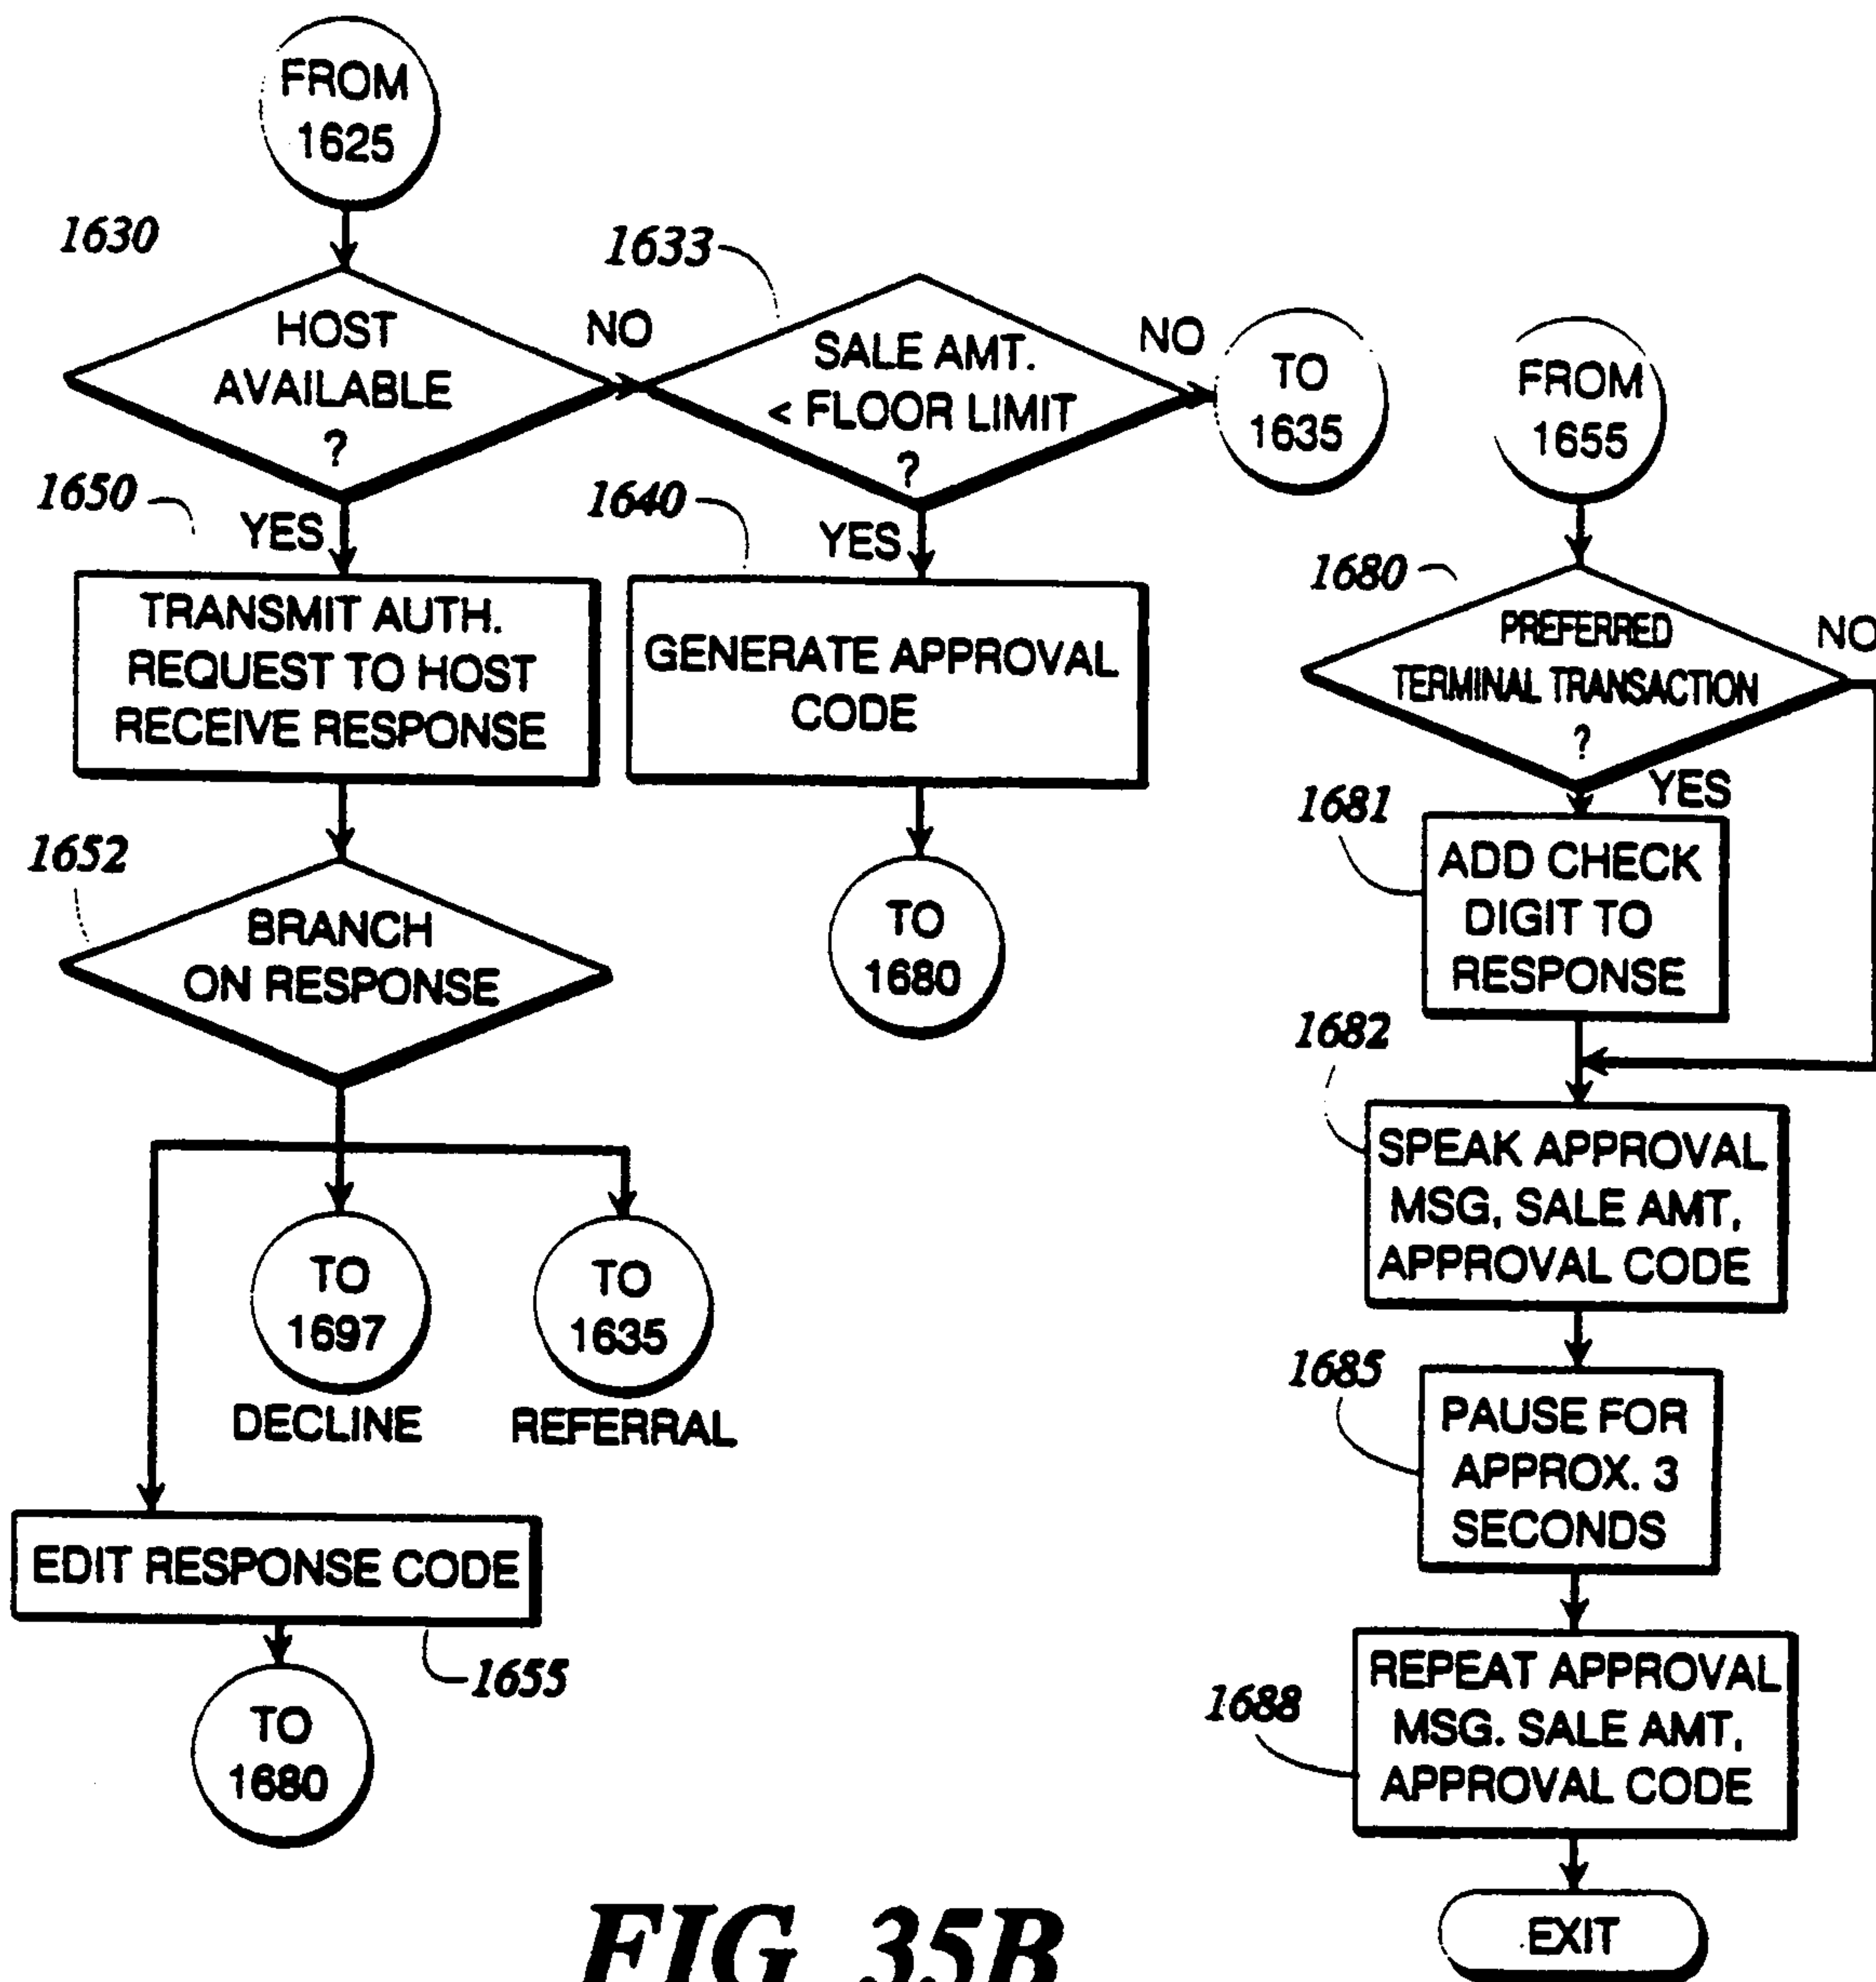 FROM
1625
1630
HOST
AVAILABLE
?
NO
YES
1633
SALE AMT.
< FLOOR LIMIT
?
NO
YES
TO
1635
1650
TRANSMIT AUTH.
REQUEST TO HOST
RECEIVE RESPONSE
1640
GENERATE APPROVAL
CODE
TO
1680
1652
BRANCH
ON RESPONSE
TO
1697
DECLINE
TO
1635
REFERRAL
EDIT RESPONSE CODE
1655
TO
1680
FROM
1655
1680
PREFERRED
TERMINAL TRANSACTION
?
NO
YES
1681
ADD CHECK
DIGIT TO
RESPONSE
1682
SPEAK APPROVAL
MSG, SALE AMT,
APPROVAL CODE
1685
PAUSE FOR
APPROX. 3
SECONDS
1688
REPEAT APPROVAL
MSG. SALE AMT,
APPROVAL CODE
EXIT
FIG 35B